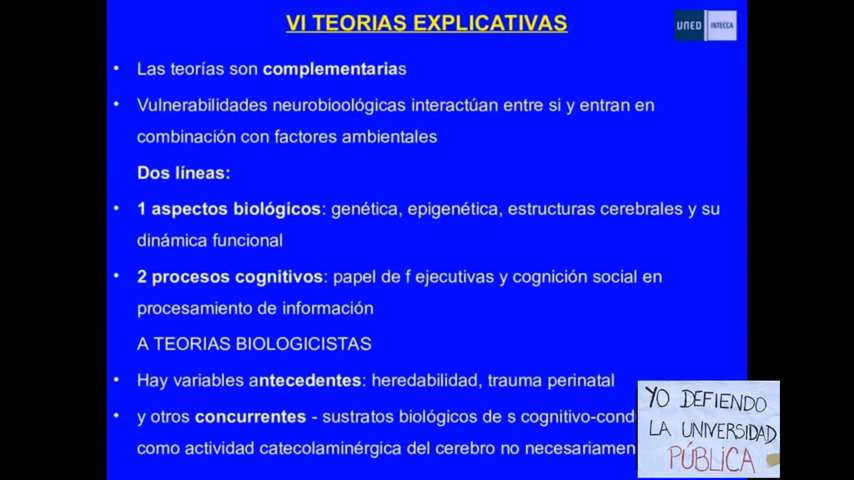 VI TEORIAS EXPLICATIVAS
UNED INTECCA
Las teorías son complementarias
Vulnerabilidades neurobioológicas interactúan entre si y entran en
combinación con factores ambientales
Dos líneas:
1 aspectos biológicos: genética, epigenética, estructuras cerebrales y su
dinámica funcional
2 procesos cognitivos: papel de f ejecutivas y cognición social en
procesamiento de información
A TEORIAS BIOLOGICISTAS
Hay variables antecedentes: heredabilidad, trauma perinatal
y otros concurrentes - sustratos biológicos de s cognitivo-cond
como actividad catecolaminérgica del cerebro no necesariamen
YO DEFIENDO
LA UNIVERSIDAD
PÚBLICA